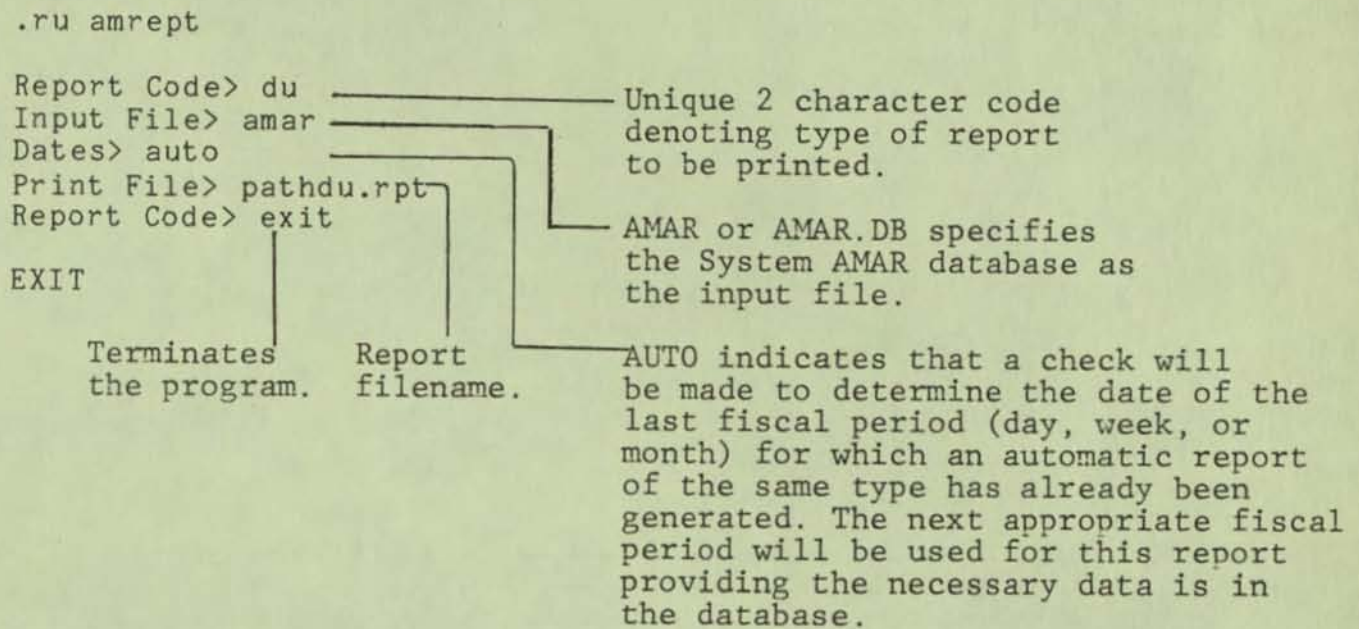 .ru amrept
Report Code> du
Input File> amar
Dates> auto
Print File> pathdu.rpt
Report Code> exit
EXIT
Terminates
the program.
Report
filename.
Unique 2 character code
denoting type of report
to be printed.
AMAR or AMAR.DB specifies
the System AMAR database as
the input file.
AUTO indicates that a check will
be made to determine the date of the
last fiscal period (day, week, or
month) for which an automatic report
of the same type has already been
generated. The next appropriate fiscal
period will be used for this report
providing the necessary data is in
the database.